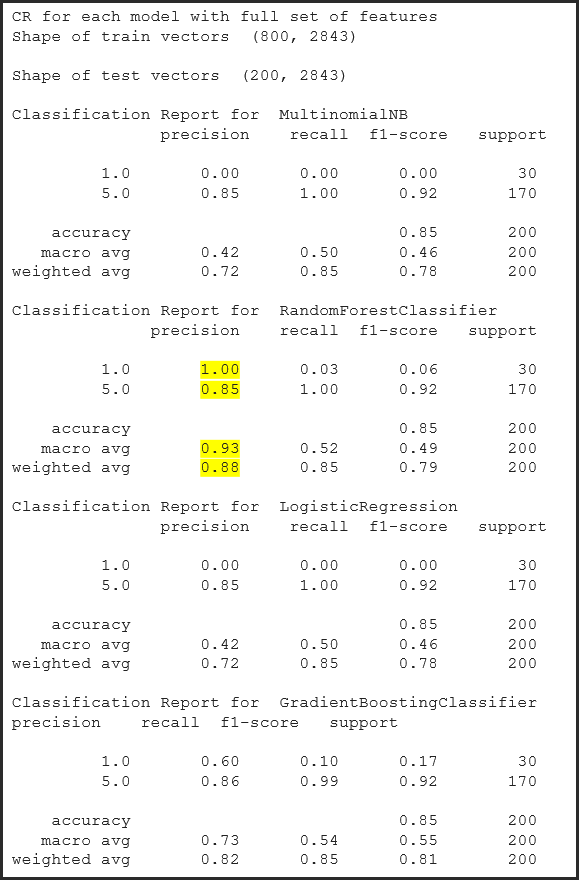 CR for each model with full set of features
Shape of train vectors (800, 2843)
Shape of test vectors (200, 2843)
Classification Report for MultinomialNB
precision recall f1-score support
1.0 0.00 0.00 0.00 30
5.0 0.85 1.00 0.92 170
accuracy 0.85 200
macro avg 0.42 0.50 0.46 200
weighted avg 0.72 0.85 0.78 200
Classification Report for RandomForestClassifier
precision recall f1-score support
1.0 1.00 0.03 0.06 30
5.0 0.85 1.00 0.92 170
accuracy 0.85 200
macro avg 0.93 0.52 0.49 200
weighted avg 0.88 0.85 0.79 200
Classification Report for LogisticRegression
precision recall f1-score support
1.0 0.00 0.00 0.00 30
5.0 0.85 1.00 0.92 170
accuracy 0.85 200
macro avg 0.42 0.50 0.46 200
weighted avg 0.72 0.85 0.78 200
Classification Report for GradientBoostingClassifier
precision recall f1-score support
1.0 0.60 0.10 0.17 30
5.0 0.86 0.99 0.92 170
accuracy 0.85 200
macro avg 0.73 0.54 0.55 200
weighted avg 0.82 0.85 0.81 200